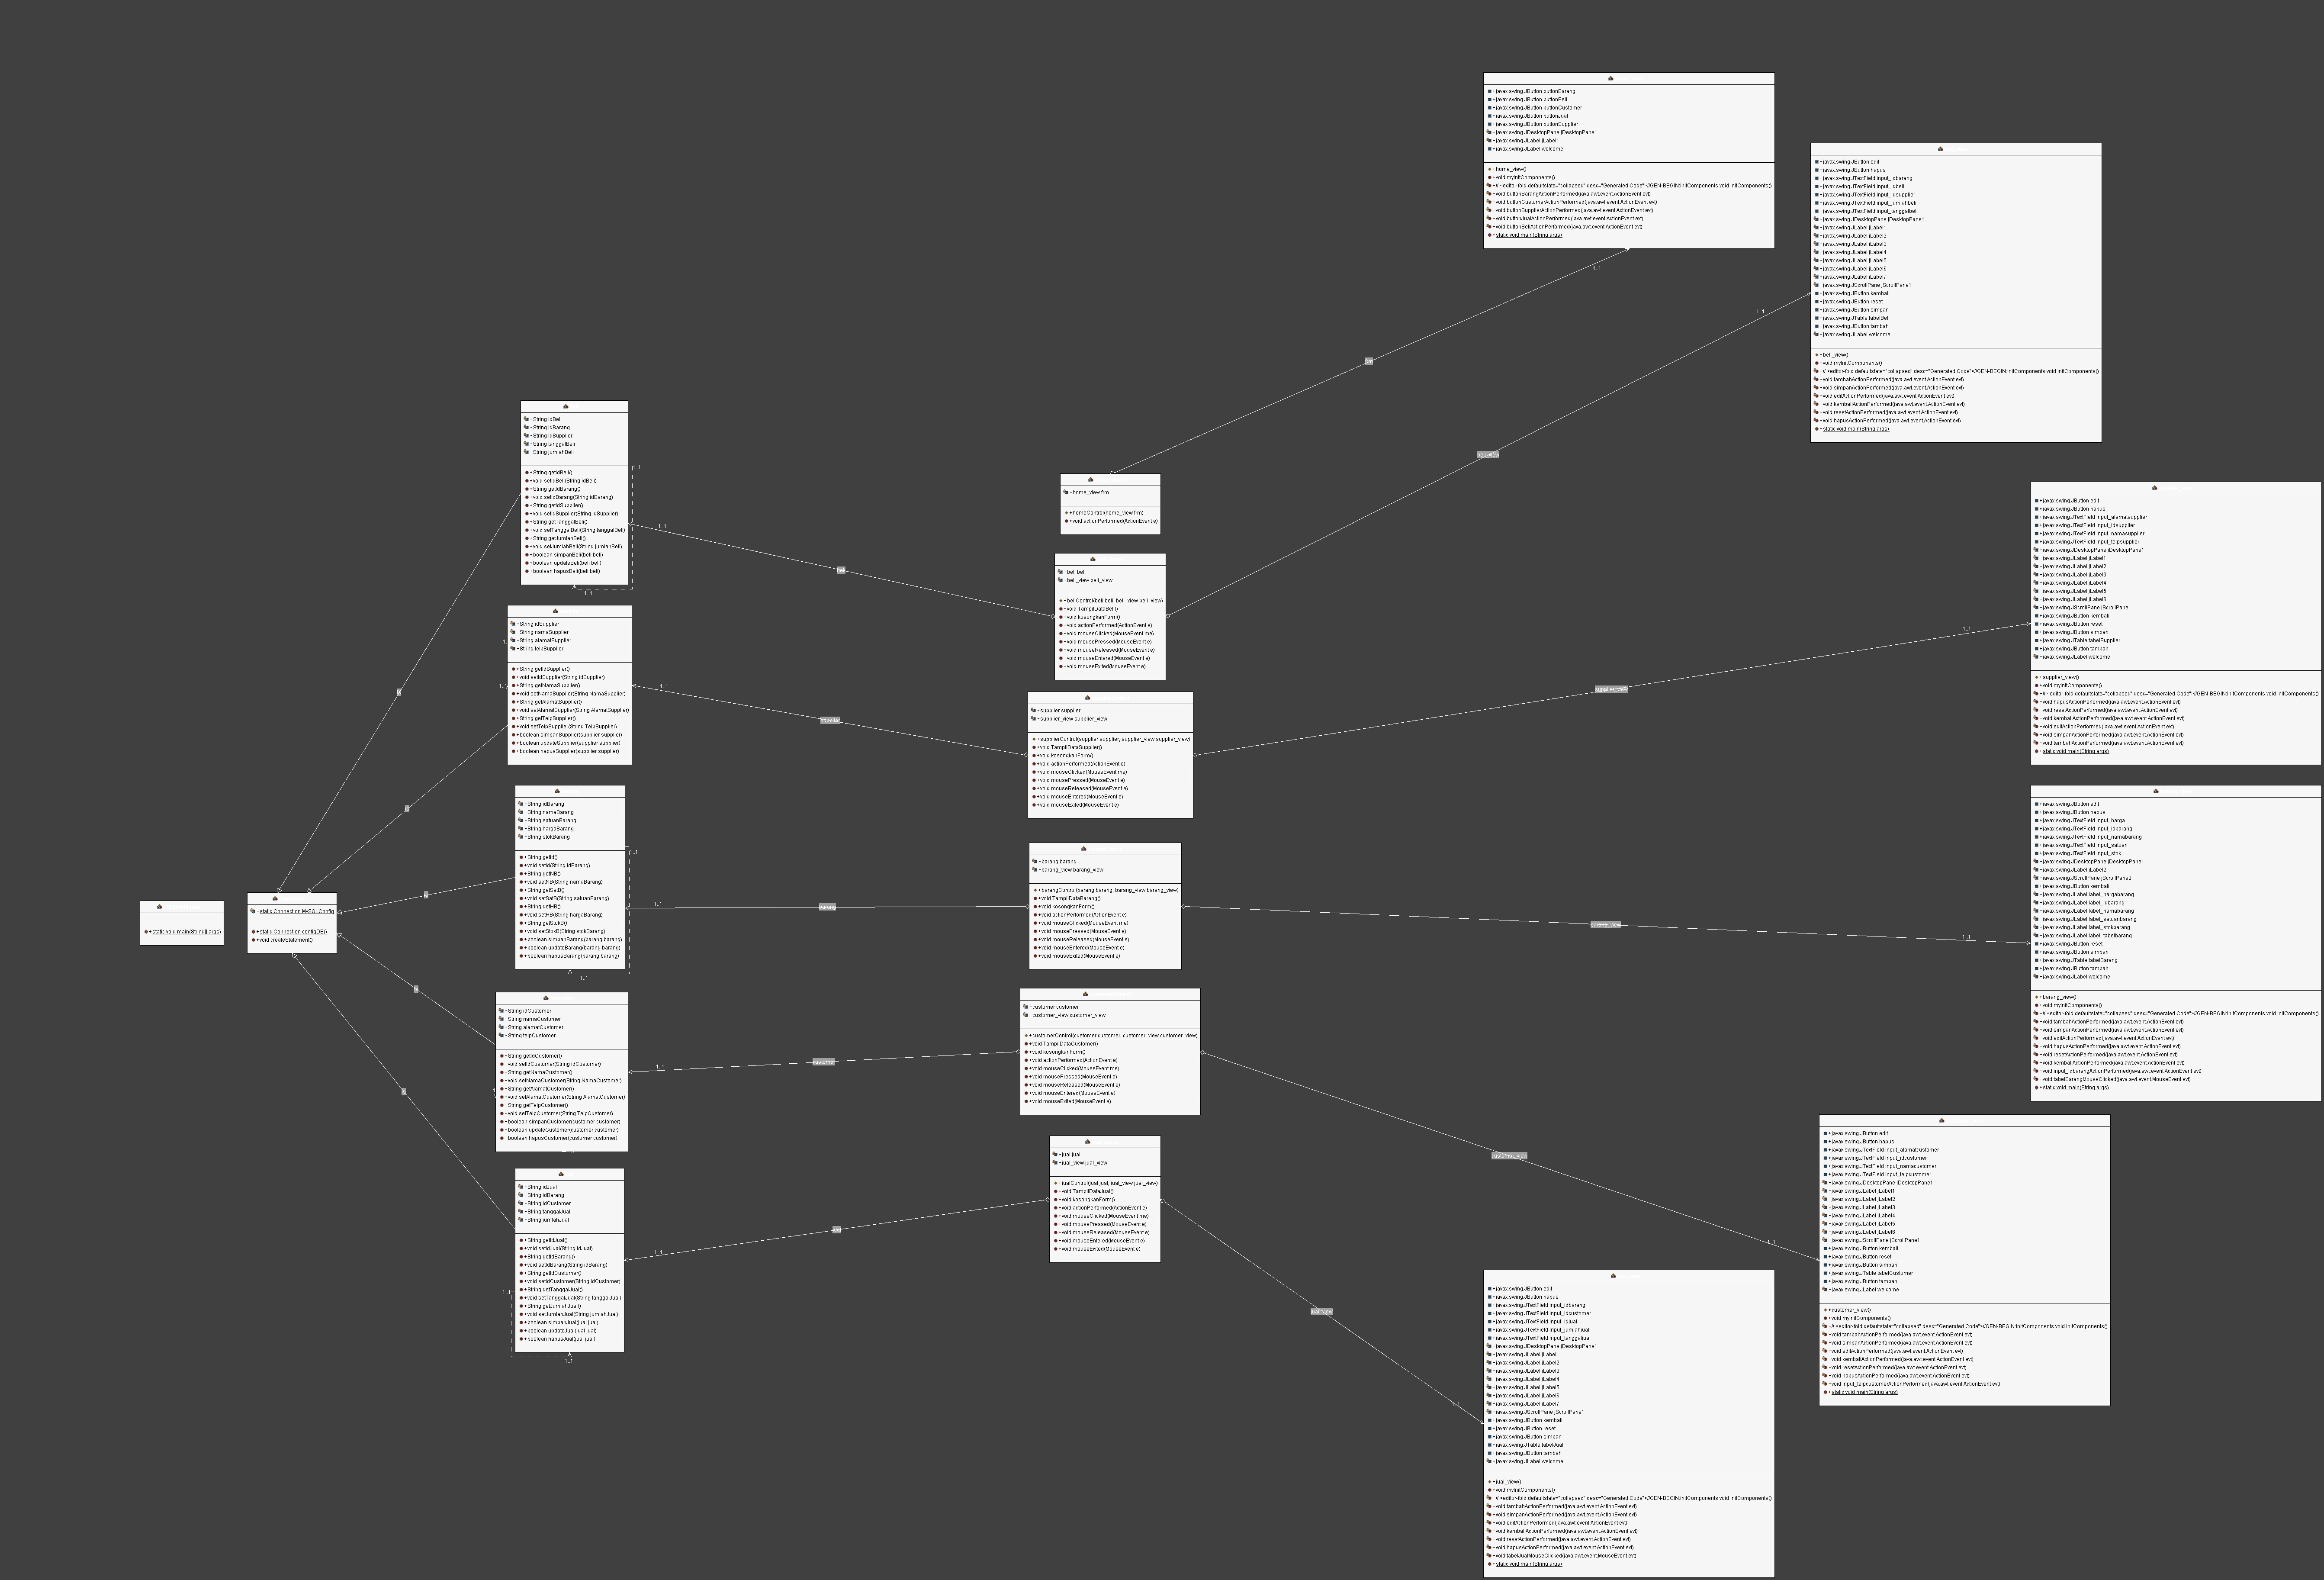 +javax.swing.JButton buttonBarang
+javax.swing.JButton buttonBeli
+javax.swing.JButton buttonCustomer
+javax.swing.JButton buttonJual
+javax.swing.JButton buttonSupplier
-javax.swing.JDesktopPane jDesktopPane1
-javax.swing.JLabel jLabel1
+javax.swing.JLabel welcome
+home_view()
+void myInitComponents()
-// <editor-fold defaultstate="collapsed" desc="Generated Code">//GEN-BEGIN:initComponents void initComponents()
-void buttonBarangActionPerformed(java.awt.event.ActionEvent evt)
-void buttonCustomerActionPerformed(java.awt.event.ActionEvent evt)
-void buttonSupplierActionPerformed(java.awt.event.ActionEvent evt)
-void buttonJualActionPerformed(java.awt.event.ActionEvent evt)
-void buttonBeliActionPerformed(java.awt.event.ActionEvent evt)
+static void main(String args)
1..1
+javax.swing.JButton edit
+javax.swing.JButton hapus
+javax.swing.JTextField input_idbarang
+javax.swing.JTextField input_idbeli
+javax.swing.JTextField input_idsupplier
+javax.swing.JTextField input_jumlahbeli
+javax.swing.JTextField input_tanggalbeli
-javax.swing.JDesktopPane jDesktopPane1
-javax.swing.JLabel jLabel1
-javax.swing.JLabel jLabel2
-javax.swing.JLabel jLabel3
-javax.swing.JLabel jLabel4
-javax.swing.JLabel jLabel5
-javax.swing.JLabel jLabel6
-javax.swing.JLabel jLabel7
-javax.swing.JScrollPane jScrollPane1
+javax.swing.JButton kembali
+javax.swing.JButton reset
+javax.swing.JButton simpan
+javax.swing.JTable tabelBeli
+javax.swing.JButton tambah
-javax.swing.JLabel welcome
+beli_view()
+void myInitComponents()
-// <editor-fold defaultstate="collapsed" desc="Generated Code">//GEN-BEGIN:initComponents void initComponents()
-void tambahActionPerformed(java.awt.event.ActionEvent evt)
-void simpanActionPerformed(java.awt.event.ActionEvent evt)
-void editActionPerformed(java.awt.event.ActionEvent evt)
-void kembaliActionPerformed(java.awt.event.ActionEvent evt)
-void resetActionPerformed(java.awt.event.ActionEvent evt)
-void hapusActionPerformed(java.awt.event.ActionEvent evt)
+static void main(String args)
1..1
beli_view
-String idBeli
-String idBarang
-String idSupplier
-String tanggalBeli
-String jumlahBeli
+String getIdBeli()
+void setIdBeli(String idBeli)
+String getIdBarang()
+void setIdBarang(String idBarang)
+String getIdSupplier()
+void setIdSupplier(String idSupplier)
+String getTanggalBeli()
+void setTanggalBeli(String tanggalBeli)
+String getJumlahBeli()
+void setJumlahBeli(String jumlahBeli)
+boolean simpanBeli(beli beli)
+boolean updateBeli(beli beli)
+boolean hapusBeli(beli beli)
1..1
1..1
1..1
-home_view frm
+homeControl(home_view frm)
+void actionPerformed(ActionEvent e)
-beli beli
-beli_view beli_view
+beliControl(beli beli, beli_view beli_view)
+void TampilDataBeli()
+void kosongkanForm()
+void actionPerformed(ActionEvent e)
+void mouseClicked(MouseEvent me)
+void mousePressed(MouseEvent e)
+void mouseReleased(MouseEvent e)
+void mouseEntered(MouseEvent e)
+void mouseExited(MouseEvent e)
-String idSupplier
-String namaSupplier
-String alamatSupplier
-String telpSupplier
+String getIdSupplier()
+void setIdSupplier(String idSupplier)
+String getNamaSupplier()
+void setNamaSupplier(String NamaSupplier)
+String getAlamatSupplier()
+void setAlamatSupplier(String AlamatSupplier)
+String getTelpSupplier()
+void setTelpSupplier(String TelpSupplier)
+boolean simpanSupplier(supplier supplier)
+boolean updateSupplier(supplier supplier)
+boolean hapusSupplier(supplier supplier)
1..1
-supplier supplier
-supplier_view supplier_view
+supplierControl(supplier supplier, supplier_view supplier_view)
+void TampilDataSupplier()
+void kosongkanForm()
+void actionPerformed(ActionEvent e)
+void mouseClicked(MouseEvent me)
+void mousePressed(MouseEvent e)
+void mouseReleased(MouseEvent e)
+void mouseEntered(MouseEvent e)
+void mouseExited(MouseEvent e)
supplier_view
1..1
+javax.swing.JButton edit
+javax.swing.JButton hapus
+javax.swing.JTextField input_alamatsupplier
+javax.swing.JTextField input_idsupplier
+javax.swing.JTextField input_namasupplier
+javax.swing.JTextField input_telpsupplier
-javax.swing.JDesktopPane jDesktopPane1
-javax.swing.JLabel jLabel1
-javax.swing.JLabel jLabel2
-javax.swing.JLabel jLabel3
-javax.swing.JLabel jLabel4
-javax.swing.JLabel jLabel5
-javax.swing.JLabel jLabel6
-javax.swing.JScrollPane jScrollPane1
+javax.swing.JButton kembali
+javax.swing.JButton reset
+javax.swing.JButton simpan
+javax.swing.JTable tabelSupplier
+javax.swing.JButton tambah
-javax.swing.JLabel welcome
+supplier_view()
+void myInitComponents()
-// <editor-fold defaultstate="collapsed" desc="Generated Code">//GEN-BEGIN:initComponents void initComponents()
-void hapusActionPerformed(java.awt.event.ActionEvent evt)
-void resetActionPerformed(java.awt.event.ActionEvent evt)
-void kembaliActionPerformed(java.awt.event.ActionEvent evt)
-void editActionPerformed(java.awt.event.ActionEvent evt)
-void simpanActionPerformed(java.awt.event.ActionEvent evt)
-void tambahActionPerformed(java.awt.event.ActionEvent evt)
+static void main(String args)
+static void main(String[] args)
-static Connection MySQLConfig
+static Connection configDB()
+void createStatement()
-String idBarang
-String namaBarang
-String satuanBarang
-String hargaBarang
-String stokBarang
+String getId()
+void setId(String idBarang)
+String getNB()
+void setNB(String namaBarang)
+String getSatB()
+void setSatB(String satuanBarang)
+String getHB()
+void setHB(String hargaBarang)
+String getStokB()
+void setStokB(String stokBarang)
+boolean simpanBarang(barang barang)
+boolean updateBarang(barang barang)
+boolean hapusBarang(barang barang)
1..1
1..1
1..1
barang
-barang barang
-barang_view barang_view
+barangControl(barang barang, barang_view barang_view)
+void TampilDataBarang()
+void kosongkanForm()
+void actionPerformed(ActionEvent e)
+void mouseClicked(MouseEvent me)
+void mousePressed(MouseEvent e)
+void mouseReleased(MouseEvent e)
+void mouseEntered(MouseEvent e)
+void mouseExited(MouseEvent e)
barang_view
1..1
+javax.swing.JButton edit
+javax.swing.JButton hapus
+javax.swing.JTextField input_harga
+javax.swing.JTextField input_idbarang
+javax.swing.JTextField input_namabarang
+javax.swing.JTextField input_satuan
+javax.swing.JTextField input_stok
-javax.swing.JDesktopPane jDesktopPane1
-javax.swing.JLabel jLabel2
-javax.swing.JScrollPane jScrollPane2
+javax.swing.JButton kembali
-javax.swing.JLabel label_hargabarang
-javax.swing.JLabel label_idbarang
-javax.swing.JLabel label_namabarang
-javax.swing.JLabel label_satuanbarang
-javax.swing.JLabel label_stokbarang
-javax.swing.JLabel label_tabelbarang
+javax.swing.JButton reset
+javax.swing.JButton simpan
+javax.swing.JTable tabelBarang
+javax.swing.JButton tambah
-javax.swing.JLabel welcome
+barang_view()
+void myInitComponents()
-// <editor-fold defaultstate="collapsed" desc="Generated Code">//GEN-BEGIN:initComponents void initComponents()
-void tambahActionPerformed(java.awt.event.ActionEvent evt)
-void simpanActionPerformed(java.awt.event.ActionEvent evt)
-void editActionPerformed(java.awt.event.ActionEvent evt)
-void hapusActionPerformed(java.awt.event.ActionEvent evt)
-void resetActionPerformed(java.awt.event.ActionEvent evt)
-void kembaliActionPerformed(java.awt.event.ActionEvent evt)
-void input_idbarangActionPerformed(java.awt.event.ActionEvent evt)
-void tabelBarangMouseClicked(java.awt.event.MouseEvent evt)
+static void main(String args)
-String idCustomer
-String namaCustomer
-String alamatCustomer
-String telpCustomer
+String getIdCustomer()
+void setIdCustomer(String idCustomer)
+String getNamaCustomer()
+void setNamaCustomer(String NamaCustomer)
+String getAlamatCustomer()
+void setAlamatCustomer(String AlamatCustomer)
+String getTelpCustomer()
+void setTelpCustomer(String TelpCustomer)
+boolean simpanCustomer(customer customer)
+boolean updateCustomer(customer customer)
+boolean hapusCustomer(customer customer)
1..1
customer
-customer customer
-customer_view customer_view
+customerControl(customer customer, customer_view customer_view)
+void TampilDataCustomer()
+void kosongkanForm()
+void actionPerformed(ActionEvent e)
+void mouseClicked(MouseEvent me)
+void mousePressed(MouseEvent e)
+void mouseReleased(MouseEvent e)
+void mouseEntered(MouseEvent e)
+void mouseExited(MouseEvent e)
customer_view
1..1
+javax.swing.JButton edit
+javax.swing.JButton hapus
+javax.swing.JTextField input_alamatcustomer
+javax.swing.JTextField input_idcustomer
+javax.swing.JTextField input_namacustomer
+javax.swing.JTextField input_telpcustomer
-javax.swing.JDesktopPane jDesktopPane1
-javax.swing.JLabel jLabel1
-javax.swing.JLabel jLabel2
-javax.swing.JLabel jLabel3
-javax.swing.JLabel jLabel4
-javax.swing.JLabel jLabel5
-javax.swing.JLabel jLabel6
-javax.swing.JScrollPane jScrollPane1
+javax.swing.JButton kembali
+javax.swing.JButton reset
+javax.swing.JButton simpan
+javax.swing.JTable tabelCustomer
+javax.swing.JButton tambah
-javax.swing.JLabel welcome
+customer_view()
+void myInitComponents()
-// <editor-fold defaultstate="collapsed" desc="Generated Code">//GEN-BEGIN:initComponents void initComponents()
-void tambahActionPerformed(java.awt.event.ActionEvent evt)
-void simpanActionPerformed(java.awt.event.ActionEvent evt)
-void editActionPerformed(java.awt.event.ActionEvent evt)
-void kembaliActionPerformed(java.awt.event.ActionEvent evt)
-void resetActionPerformed(java.awt.event.ActionEvent evt)
-void hapusActionPerformed(java.awt.event.ActionEvent evt)
-void input_telpcustomerActionPerformed(java.awt.event.ActionEvent evt)
+static void main(String args)
-String idJual
-String idBarang
-String idCustomer
-String tanggalJual
-String jumlahJual
+String getIdJual()
+void setIdJual(String idJual)
+String getIdBarang()
+void setIdBarang(String idBarang)
+String getIdCustomer()
+void setIdCustomer(String idCustomer)
+String getTanggalJual()
+void setTanggalJual(String tanggalJual)
+String getJumlahJual()
+void setJumlahJual(String jumlahJual)
+boolean simpanJual(jual jual)
+boolean updateJual(jual jual)
+boolean hapusJual(jual jual)
1..1
1..1
1..1
jual
-jual jual
-jual_view jual_view
+jualControl(jual jual, jual_view jual_view)
+void TampilDataJual()
+void kosongkanForm()
+void actionPerformed(ActionEvent e)
+void mouseClicked(MouseEvent me)
+void mousePressed(MouseEvent e)
+void mouseReleased(MouseEvent e)
+void mouseEntered(MouseEvent e)
+void mouseExited(MouseEvent e)
jual_view
1..1
+javax.swing.JButton edit
+javax.swing.JButton hapus
+javax.swing.JTextField input_idbarang
+javax.swing.JTextField input_idcustomer
+javax.swing.JTextField input_idjual
+javax.swing.JTextField input_jumlahjual
+javax.swing.JTextField input_tanggaljual
-javax.swing.JDesktopPane jDesktopPane1
-javax.swing.JLabel jLabel1
-javax.swing.JLabel jLabel2
-javax.swing.JLabel jLabel3
-javax.swing.JLabel jLabel4
-javax.swing.JLabel jLabel5
-javax.swing.JLabel jLabel6
-javax.swing.JLabel jLabel7
-javax.swing.JScrollPane jScrollPane1
+javax.swing.JButton kembali
+javax.swing.JButton reset
+javax.swing.JButton simpan
+javax.swing.JTable tabelJual
+javax.swing.JButton tambah
-javax.swing.JLabel welcome
+jual_view()
+void myInitComponents()
-// <editor-fold defaultstate="collapsed" desc="Generated Code">//GEN-BEGIN:initComponents void initComponents()
-void tambahActionPerformed(java.awt.event.ActionEvent evt)
-void simpanActionPerformed(java.awt.event.ActionEvent evt)
-void editActionPerformed(java.awt.event.ActionEvent evt)
-void kembaliActionPerformed(java.awt.event.ActionEvent evt)
-void resetActionPerformed(java.awt.event.ActionEvent evt)
-void hapusActionPerformed(java.awt.event.ActionEvent evt)
-void tabelJualMouseClicked(java.awt.event.MouseEvent evt)
+static void main(String args)